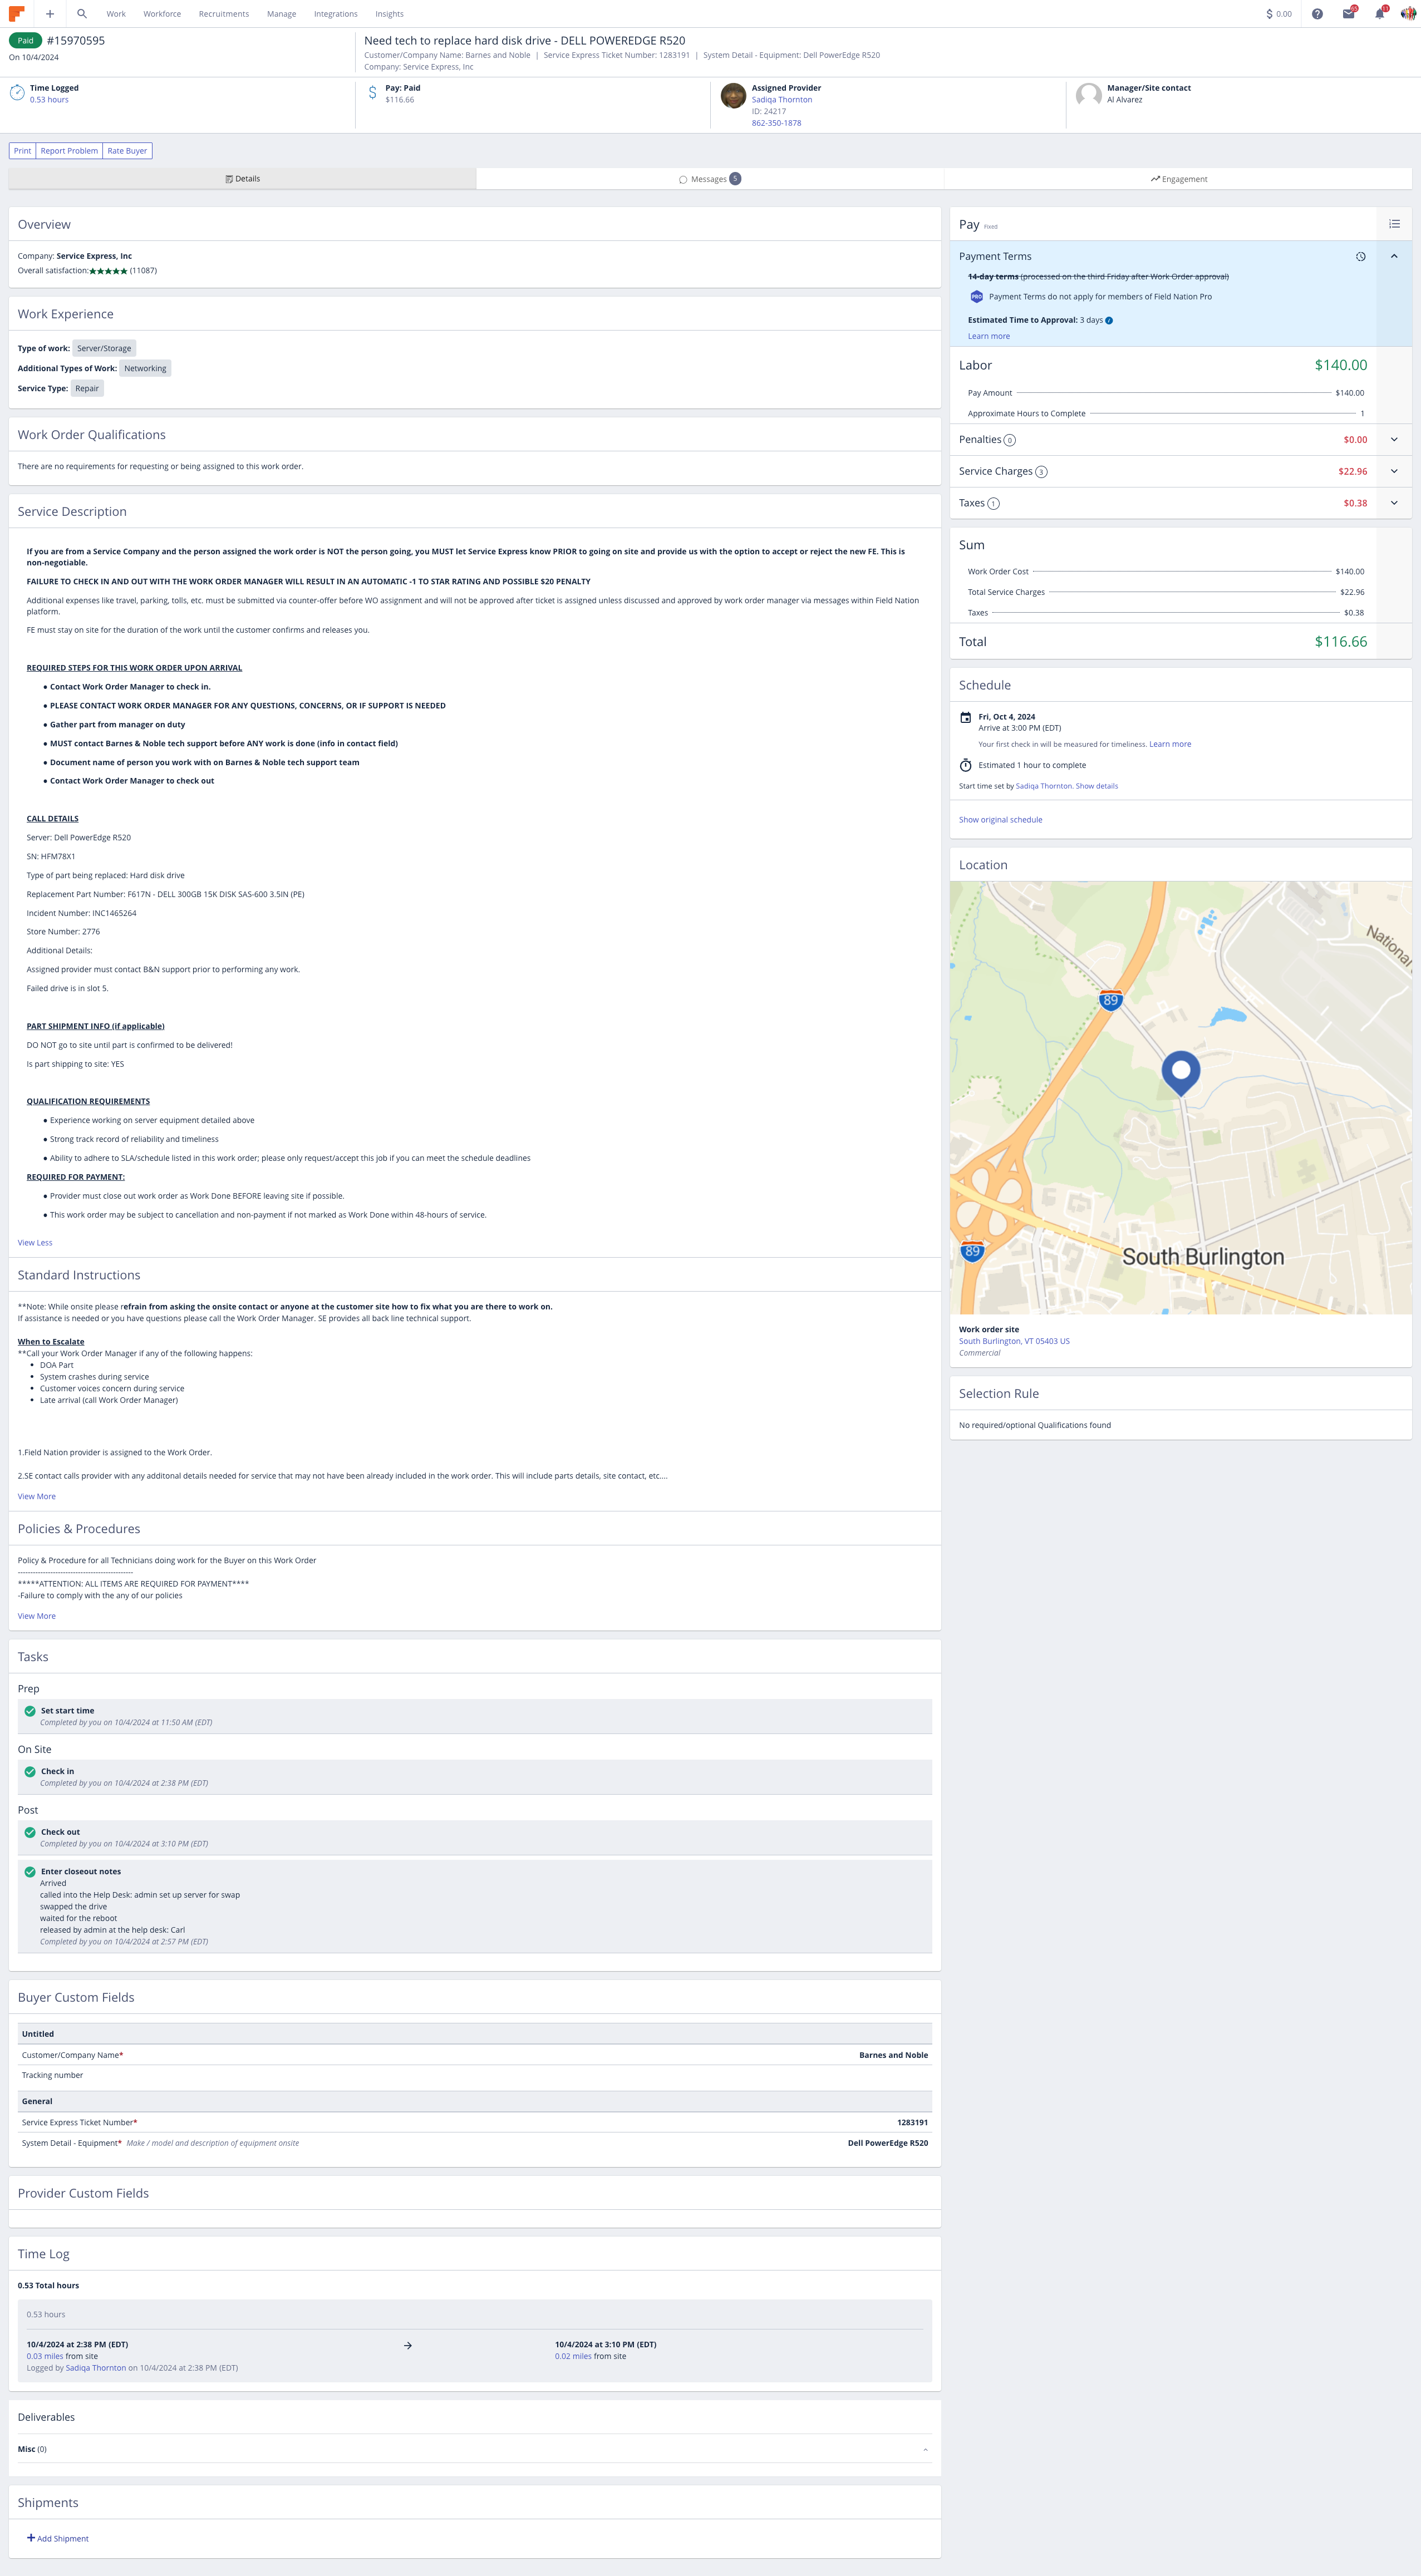 Work Workforce Recruitments Manage Integrations Insights
$ 0.00
Paid #15970595
On 10/4/2024
Need tech to replace hard disk drive - DELL POWEREDGE R520
Customer/Company Name: Barnes and Noble | Service Express Ticket Number: 1283191 | System Detail - Equipment: Dell PowerEdge R520
Company: Service Express, Inc
Time Logged
0.53 hours
Pay: Paid
$116.66
Assigned Provider
Sadiqa Thornton
ID: 24217
862-350-1878
Manager/Site contact
Al Alvarez
Print Report Problem Rate Buyer
Details
Messages 5
Engagement
Overview
Company: Service Express, Inc
Overall satisfaction:★★★★★ (11087)
Work Experience
Type of work: Server/Storage
Additional Types of Work: Networking
Service Type: Repair
Work Order Qualifications
There are no requirements for requesting or being assigned to this work order.
Service Description
If you are from a Service Company and the person assigned the work order is NOT the person going, you MUST let Service Express know PRIOR to going on site and provide us with the option to accept or reject the new FE. This is
non-negotiable.
FAILURE TO CHECK IN AND OUT WITH THE WORK ORDER MANAGER WILL RESULT IN AN AUTOMATIC -1 TO STAR RATING AND POSSIBLE $20 PENALTY
Additional expenses like travel, parking, tolls, etc. must be submitted via counter-offer before WO assignment and will not be approved after ticket is assigned unless discussed and approved by work order manager via messages within Field Nation
platform.
FE must stay on site for the duration of the work until the customer confirms and releases you.
REQUIRED STEPS FOR THIS WORK ORDER UPON ARRIVAL
● Contact Work Order Manager to check in.
● PLEASE CONTACT WORK ORDER MANAGER FOR ANY QUESTIONS, CONCERNS, OR IF SUPPORT IS NEEDED
● Gather part from manager on duty
● MUST contact Barnes & Noble tech support before ANY work is done (info in contact field)
● Document name of person you work with on Barnes & Noble tech support team
● Contact Work Order Manager to check out
CALL DETAILS
Server: Dell PowerEdge R520
SN: HFM78X1
Type of part being replaced: Hard disk drive
Replacement Part Number: F617N - DELL 300GB 15K DISK SAS-600 3.5IN (PE)
Incident Number: INC1465264
Store Number: 2776
Additional Details:
Assigned provider must contact B&N support prior to performing any work.
Failed drive is in slot 5.
PART SHIPMENT INFO (if applicable)
DO NOT go to site until part is confirmed to be delivered!
Is part shipping to site: YES
QUALIFICATION REQUIREMENTS
● Experience working on server equipment detailed above
● Strong track record of reliability and timeliness
● Ability to adhere to SLA/schedule listed in this work order; please only request/accept this job if you can meet the schedule deadlines
REQUIRED FOR PAYMENT:
● Provider must close out work order as Work Done BEFORE leaving site if possible.
● This work order may be subject to cancellation and non-payment if not marked as Work Done within 48-hours of service.
View Less
Standard Instructions
**Note: While onsite please refrain from asking the onsite contact or anyone at the customer site how to fix what you are there to work on.
If assistance is needed or you have questions please call the Work Order Manager. SE provides all back line technical support.
When to Escalate
**Call your Work Order Manager if any of the following happens:
• DOA Part
• System crashes during service
• Customer voices concern during service
• Late arrival (call Work Order Manager)
1.Field Nation provider is assigned to the Work Order.
2.SE contact calls provider with any additonal details needed for service that may not have been already included in the work order. This will include parts details, site contact, etc....
View More
Policies & Procedures
Policy & Procedure for all Technicians doing work for the Buyer on this Work Order
--------------------------------------------
*****ATTENTION: ALL ITEMS ARE REQUIRED FOR PAYMENT****
-Failure to comply with the any of our policies
View More
Tasks
Prep
Set start time
Completed by you on 10/4/2024 at 11:50 AM (EDT)
On Site
Check in
Completed by you on 10/4/2024 at 2:38 PM (EDT)
Post
Check out
Completed by you on 10/4/2024 at 3:10 PM (EDT)
Enter closeout notes
Arrived
called into the Help Desk: admin set up server for swap
swapped the drive
waited for the reboot
released by admin at the help desk: Carl
Completed by you on 10/4/2024 at 2:57 PM (EDT)
Buyer Custom Fields
Untitled
Customer/Company Name* Barnes and Noble
Tracking number
General
Service Express Ticket Number* 1283191
System Detail - Equipment* Make / model and description of equipment onsite Dell PowerEdge R520
Provider Custom Fields
Time Log
0.53 Total hours
0.53 hours
10/4/2024 at 2:38 PM (EDT) → 10/4/2024 at 3:10 PM (EDT)
0.03 miles from site 0.02 miles from site
Logged by Sadiqa Thornton on 10/4/2024 at 2:38 PM (EDT)
Deliverables
Misc (0)
Shipments
+ Add Shipment
Pay Fixed
Payment Terms
14-day terms (processed on the third Friday after Work Order approval)
PRO Payment Terms do not apply for members of Field Nation Pro
Estimated Time to Approval: 3 days
Learn more
Labor $140.00
Pay Amount $140.00
Approximate Hours to Complete 1
Penalties 0 $0.00
Service Charges 3 $22.96
Taxes 1 $0.38
Sum
Work Order Cost $140.00
Total Service Charges $22.96
Taxes $0.38
Total $116.66
Schedule
Fri, Oct 4, 2024
Arrive at 3:00 PM (EDT)
Your first check in will be measured for timeliness. Learn more
Estimated 1 hour to complete
Start time set by Sadiqa Thornton. Show details
Show original schedule
Location
National
89
89
South Burlington
Work order site
South Burlington, VT 05403 US
Commercial
Selection Rule
No required/optional Qualifications found